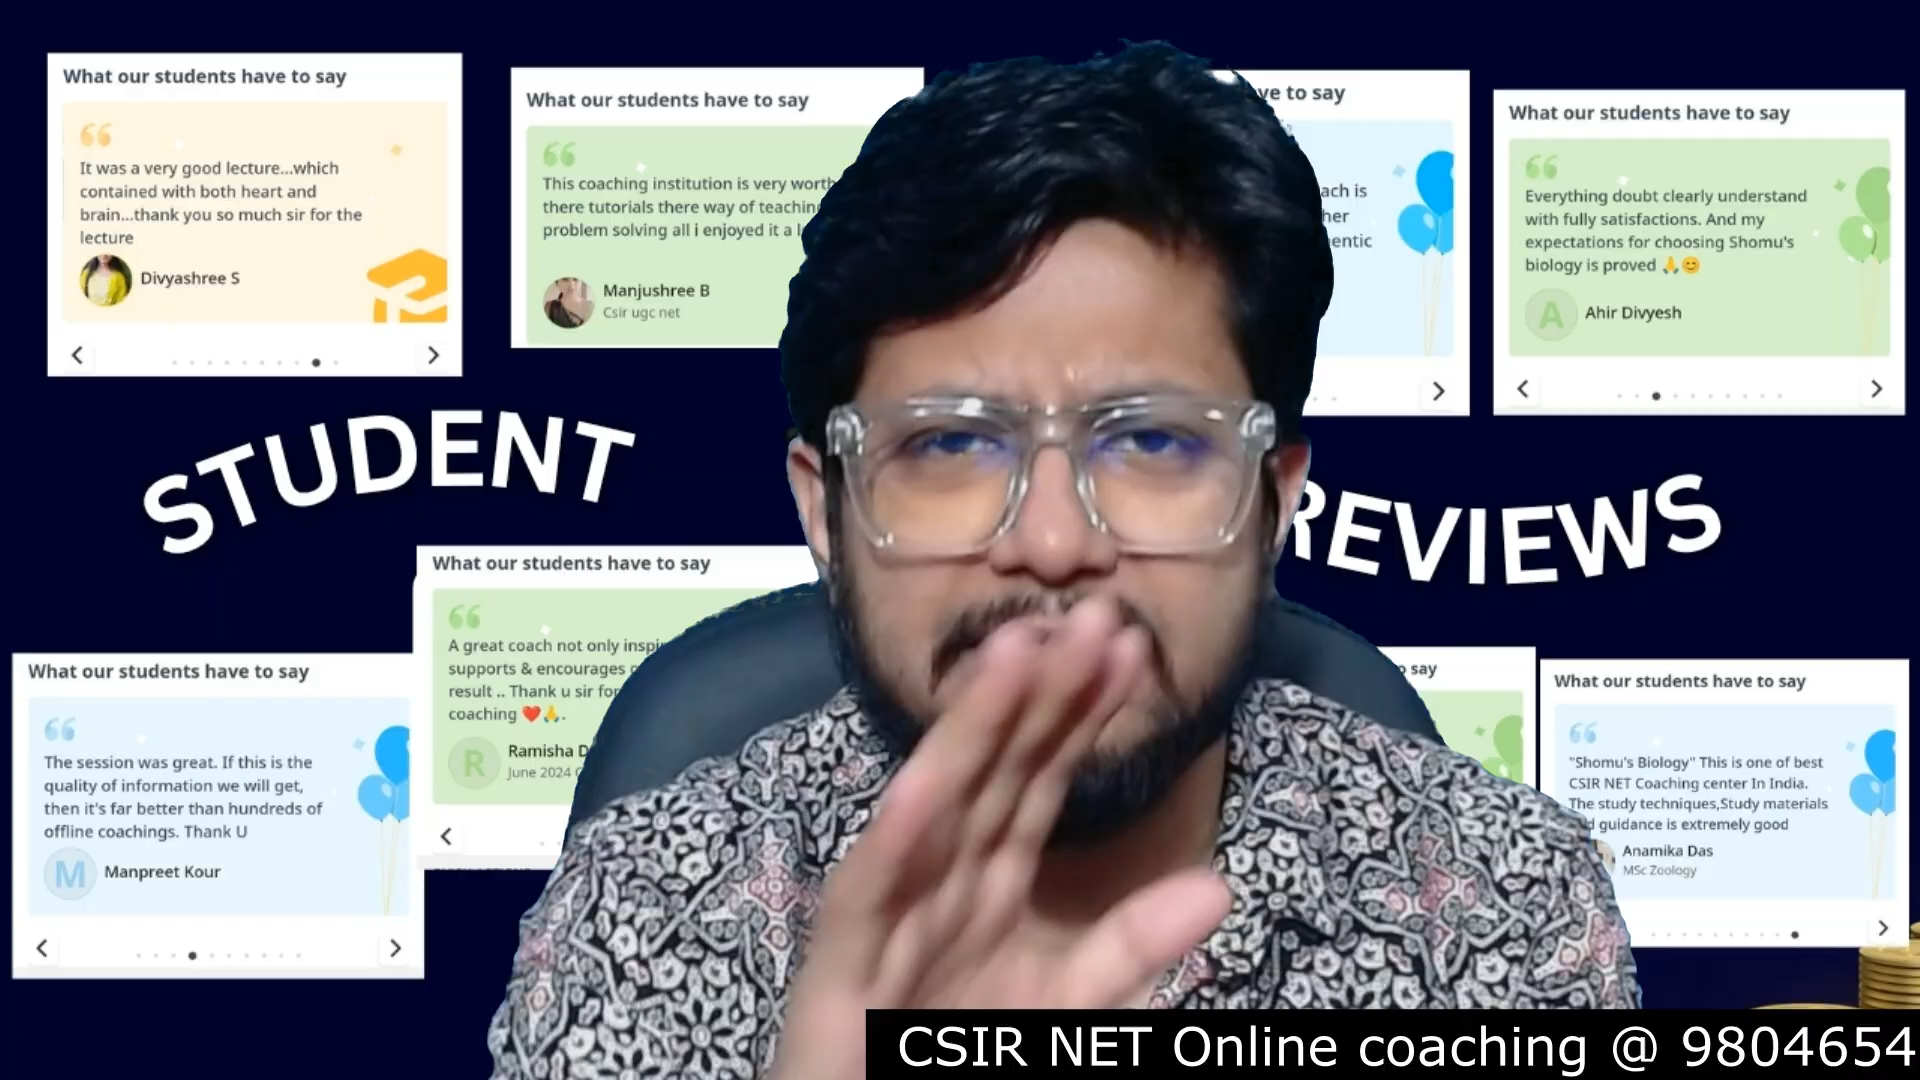 What our students have to say
It was a very good lecture...which
contained with both heart and
brain...thank you so much sir for the
lecture
Divyashree S
What our students have to say
This coaching institution is very worth
there tutorials there way of teaching
problem solving all i enjoyed it a
Manjushree B
Csir ugc net
ve to say
ach is
her
entic
What our students have to say
Everything doubt clearly understand
with fully satisfactions. And my
expectations for choosing Shomu's
biology is proved 🙏😊
A
Ahir Divyesh
STUDENT
REVIEWS
What our students have to say
A great coach not only inspi
supports & encourages
result .. Thank u sir for
coaching ❤️🙏.
R
Ramisha D
June 2024
What our students have to say
The session was great. If this is the
quality of information we will get,
then it's far better than hundreds of
offline coachings. Thank U
M
Manpreet Kour
o say
What our students have to say
"Shomu's Biology" This is one of best
CSIR NET Coaching center In India.
The study techniques,Study materials
d guidance is extremely good
Anamika Das
MSc Zoology
CSIR NET Online coaching @ 9804654